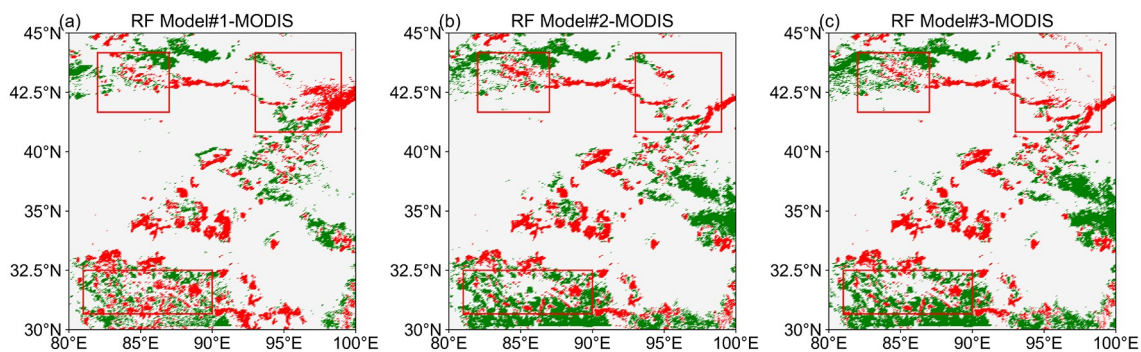 (a) RF Model#1-MODIS
45°N
42.5°N
40°N
35°N
32.5°N
30°N
80°E 85°E 90°E 95°E 100°E
(b) RF Model#2-MODIS
45°N
42.5°N
40°N
35°N
32.5°N
30°N
80°E 85°E 90°E 95°E 100°E
(c) RF Model#3-MODIS
45°N
42.5°N
40°N
35°N
32.5°N
30°N
80°E 85°E 90°E 95°E 100°E